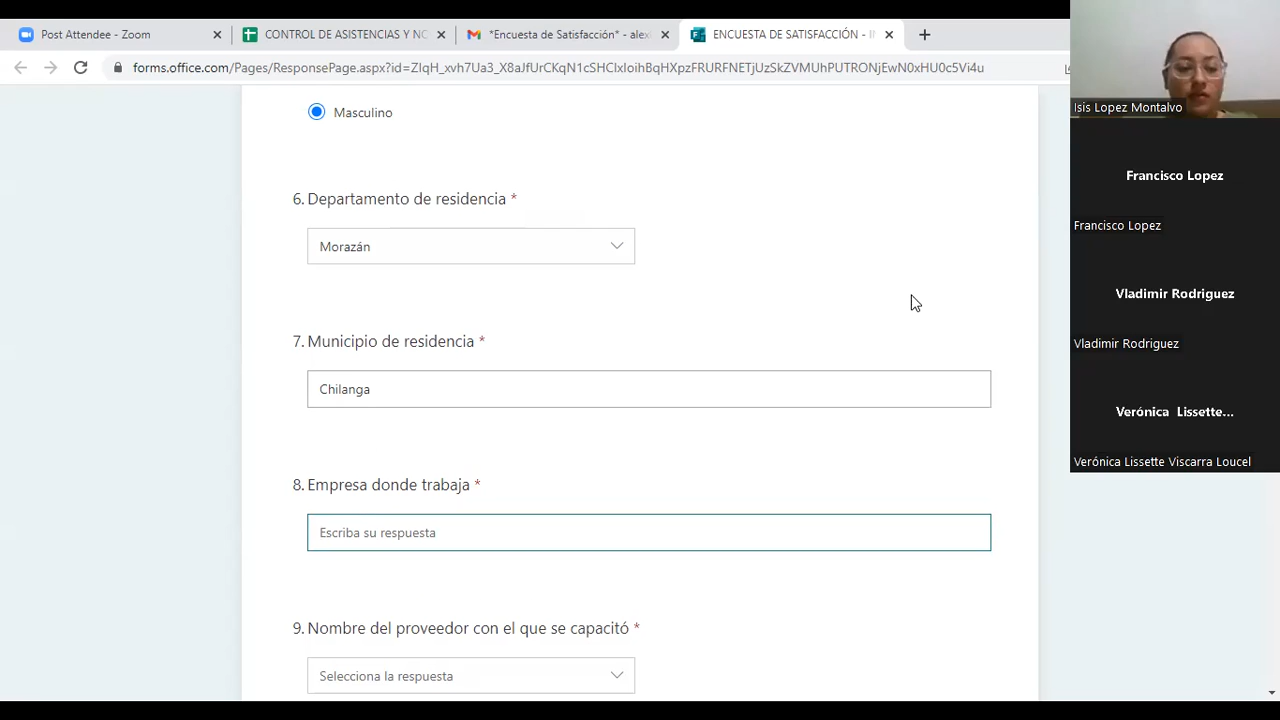 Post Attendee - Zoom
CONTROL DE ASISTENCIAS Y NO
*Encuesta de Satisfacción* - alex
ENCUESTA DE SATISFACCIÓN - IN
forms.office.com/Pages/ResponsePage.aspx?id=ZIqH_xvh7Ua3_XtaJfUrCKqN1cSHClxIoihBqHXpzFRURFNETjUzSkZVMUhPUTRONjEwN0xHU0c5Vi4u
Masculino
6. Departamento de residencia *
Morazán
7. Municipio de residencia *
Chilanga
8. Empresa donde trabaja *
Escriba su respuesta
9. Nombre del proveedor con el que se capacitó *
Selecciona la respuesta
Isis Lopez Montalvo
Francisco Lopez
Francisco Lopez
Vladimir Rodriguez
Vladimir Rodriguez
Verónica Lissette...
Verónica Lissette Viscarra Loucel